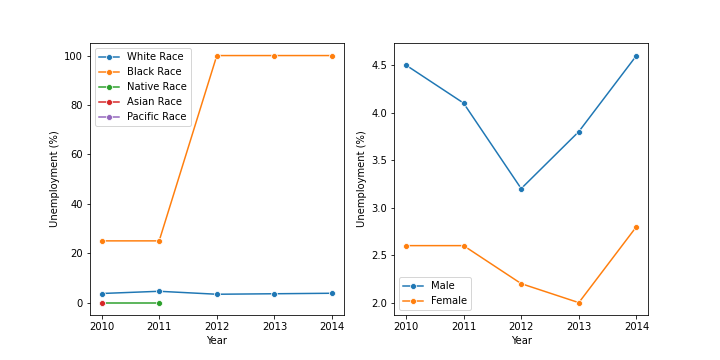 White Race
Black Race
Native Race
Asian Race
Pacific Race
100
80
60
40
20
0
Unemployment (%)
2010 2011 2012 2013 2014
Year
4.5
4.0
3.5
3.0
2.5
2.0
Unemployment (%)
Male
Female
2010 2011 2012 2013 2014
Year